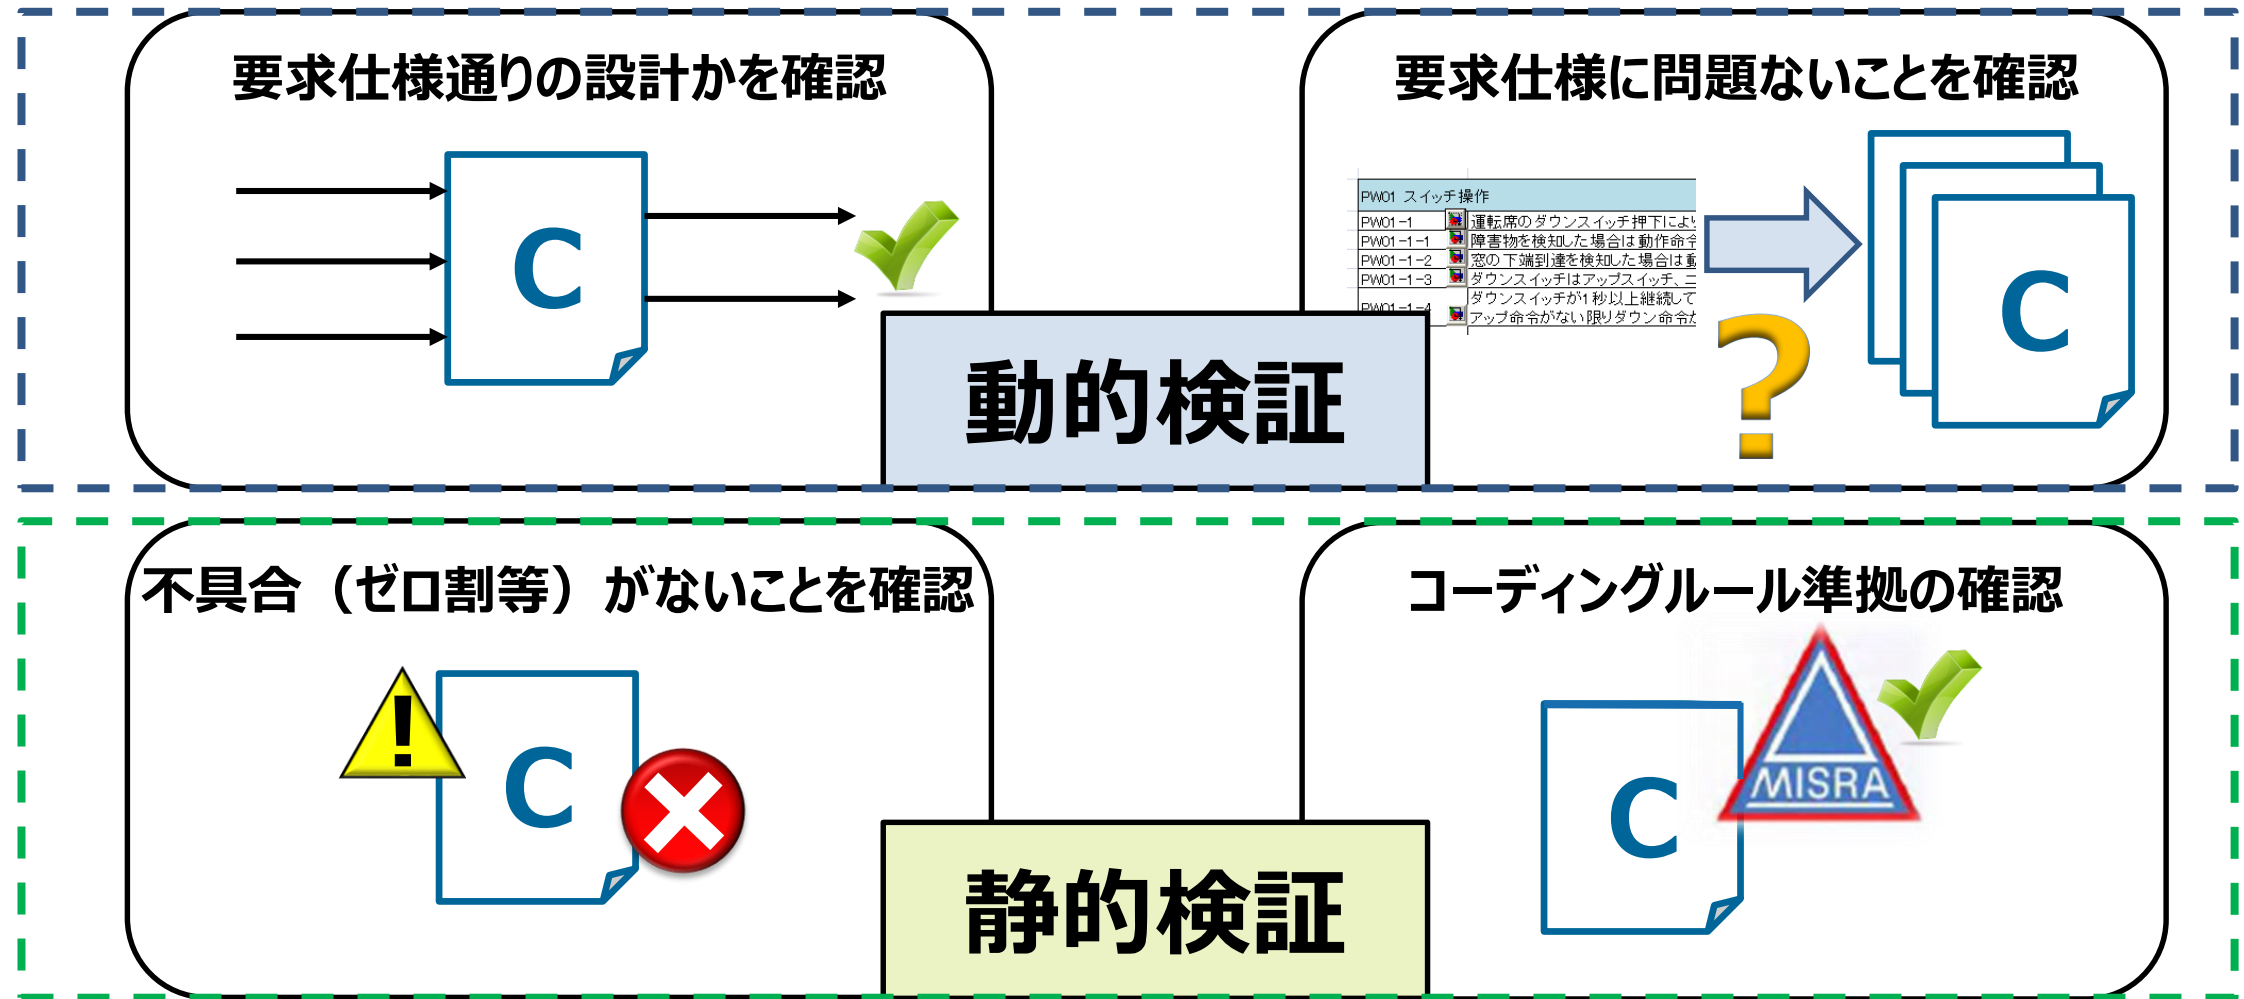 要求仕様通りの設計かを確認
C
要求仕様に問題ないことを確認
PW01 スイッチ操作
PW01-1 運転席のダウンスイッチ押下により
PW01-1-1 障害物を検知した場合は動作命令
PW01-1-2 窓の下端到達を検知した場合は動
PW01-1-3 ダウンスイッチはアップスイッチ、ニ
ダウンスイッチが1秒以上継続して
PW01-1-4 アップ命令がない限りダウン命令が
?
C
動的検証
不具合（ゼロ割等）がないことを確認
!
C
コーディングルール準拠の確認
C
MISRA
静的検証